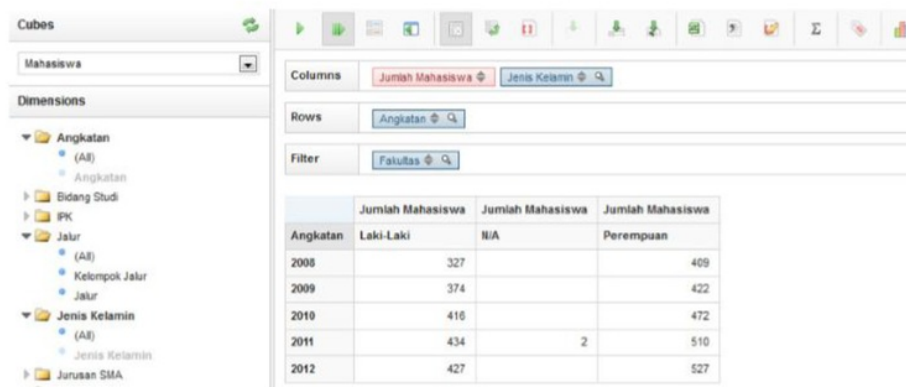 Cubes
Mahasiswa
Dimensions
Angkatan
(All)
Angkatan
Bidang Studi
IPK
Jalur
(All)
Kelompok Jalur
Jalur
Jenis Kelamin
(All)
Jenis Kelamin
Jurusan SMA
Columns Jumlah Mahasiswa Jenis Kelamin
Rows Angkatan
Filter Fakultas
Jumlah Mahasiswa Jumlah Mahasiswa Jumlah Mahasiswa
Angkatan Laki-Laki N/A Perempuan
2008 327 409
2009 374 422
2010 416 472
2011 434 2 510
2012 427 527